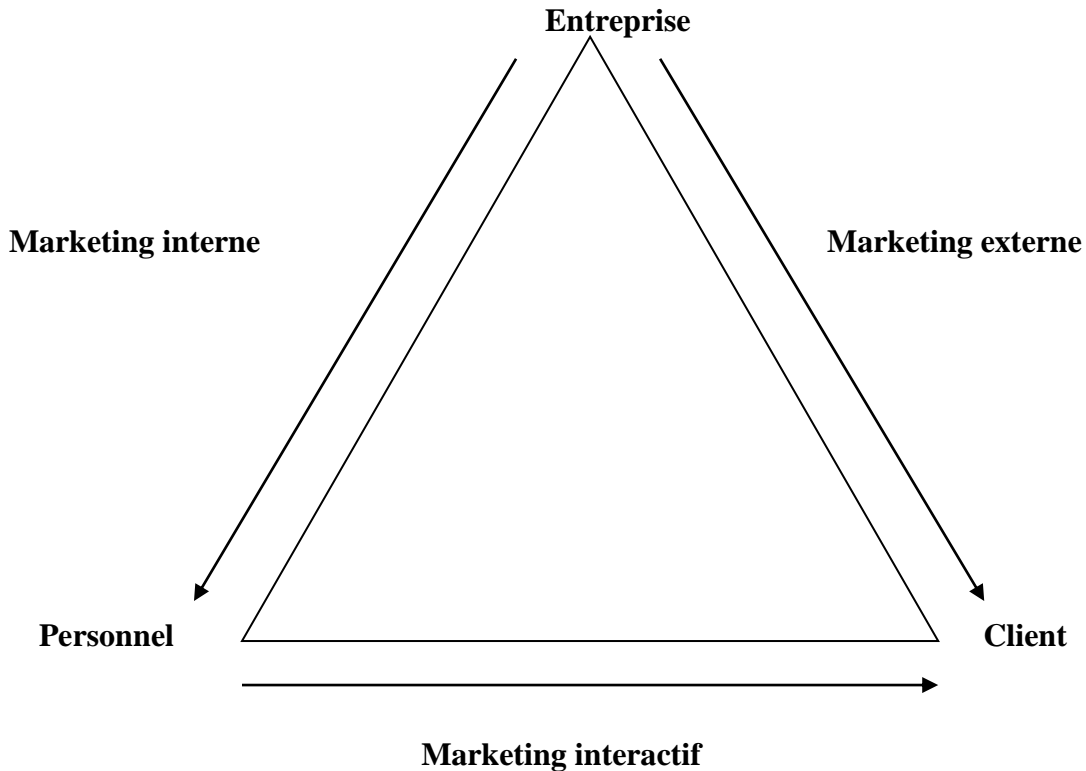 Entreprise
Marketing interne
Marketing externe
Personnel
Client
Marketing interactif